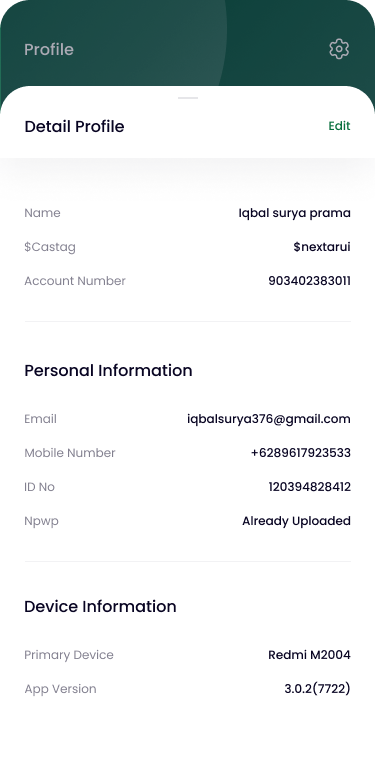 Profile
Detail Profile Edit
Name Iqbal surya prama
$Castag $nextarui
Account Number 903402383011
Personal Information
Email iqbalsurya376@gmail.com
Mobile Number +6289617923533
ID No 120394828412
Npwp Already Uploaded
Device Information
Primary Device Redmi M2004
App Version 3.0.2(7722)